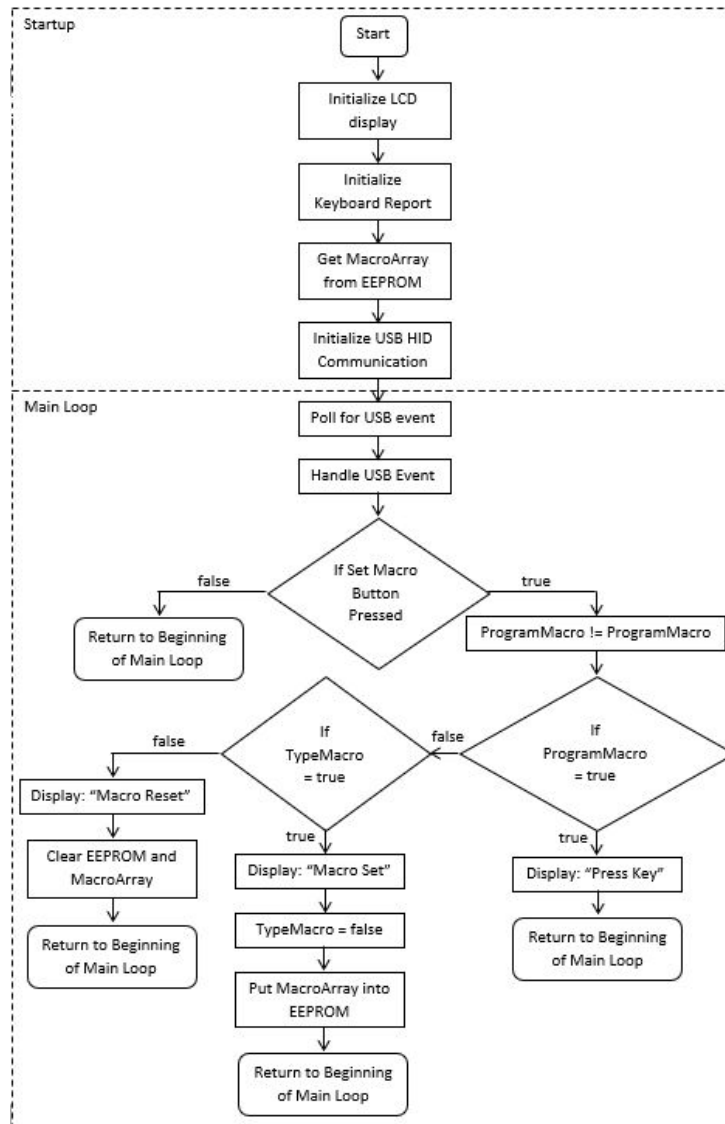 Startup
Start
Initialize LCD
display
Initialize
Keyboard Report
Get MacroArray
from EEPROM
Initialize USB HID
Communication
Main Loop
Poll for USB event
Handle USB Event
If Set Macro
Button
Pressed
false
true
Return to Beginning
of Main Loop
ProgramMacro != ProgramMacro
If
ProgramMacro
= true
false
true
If
TypeMacro
= true
false
true
Display: “Macro Reset”
Clear EEPROM and
MacroArray
Return to Beginning
of Main Loop
Display: “Macro Set”
TypeMacro = false
Put MacroArray into
EEPROM
Return to Beginning
of Main Loop
Display: “Press Key”
Return to Beginning
of Main Loop